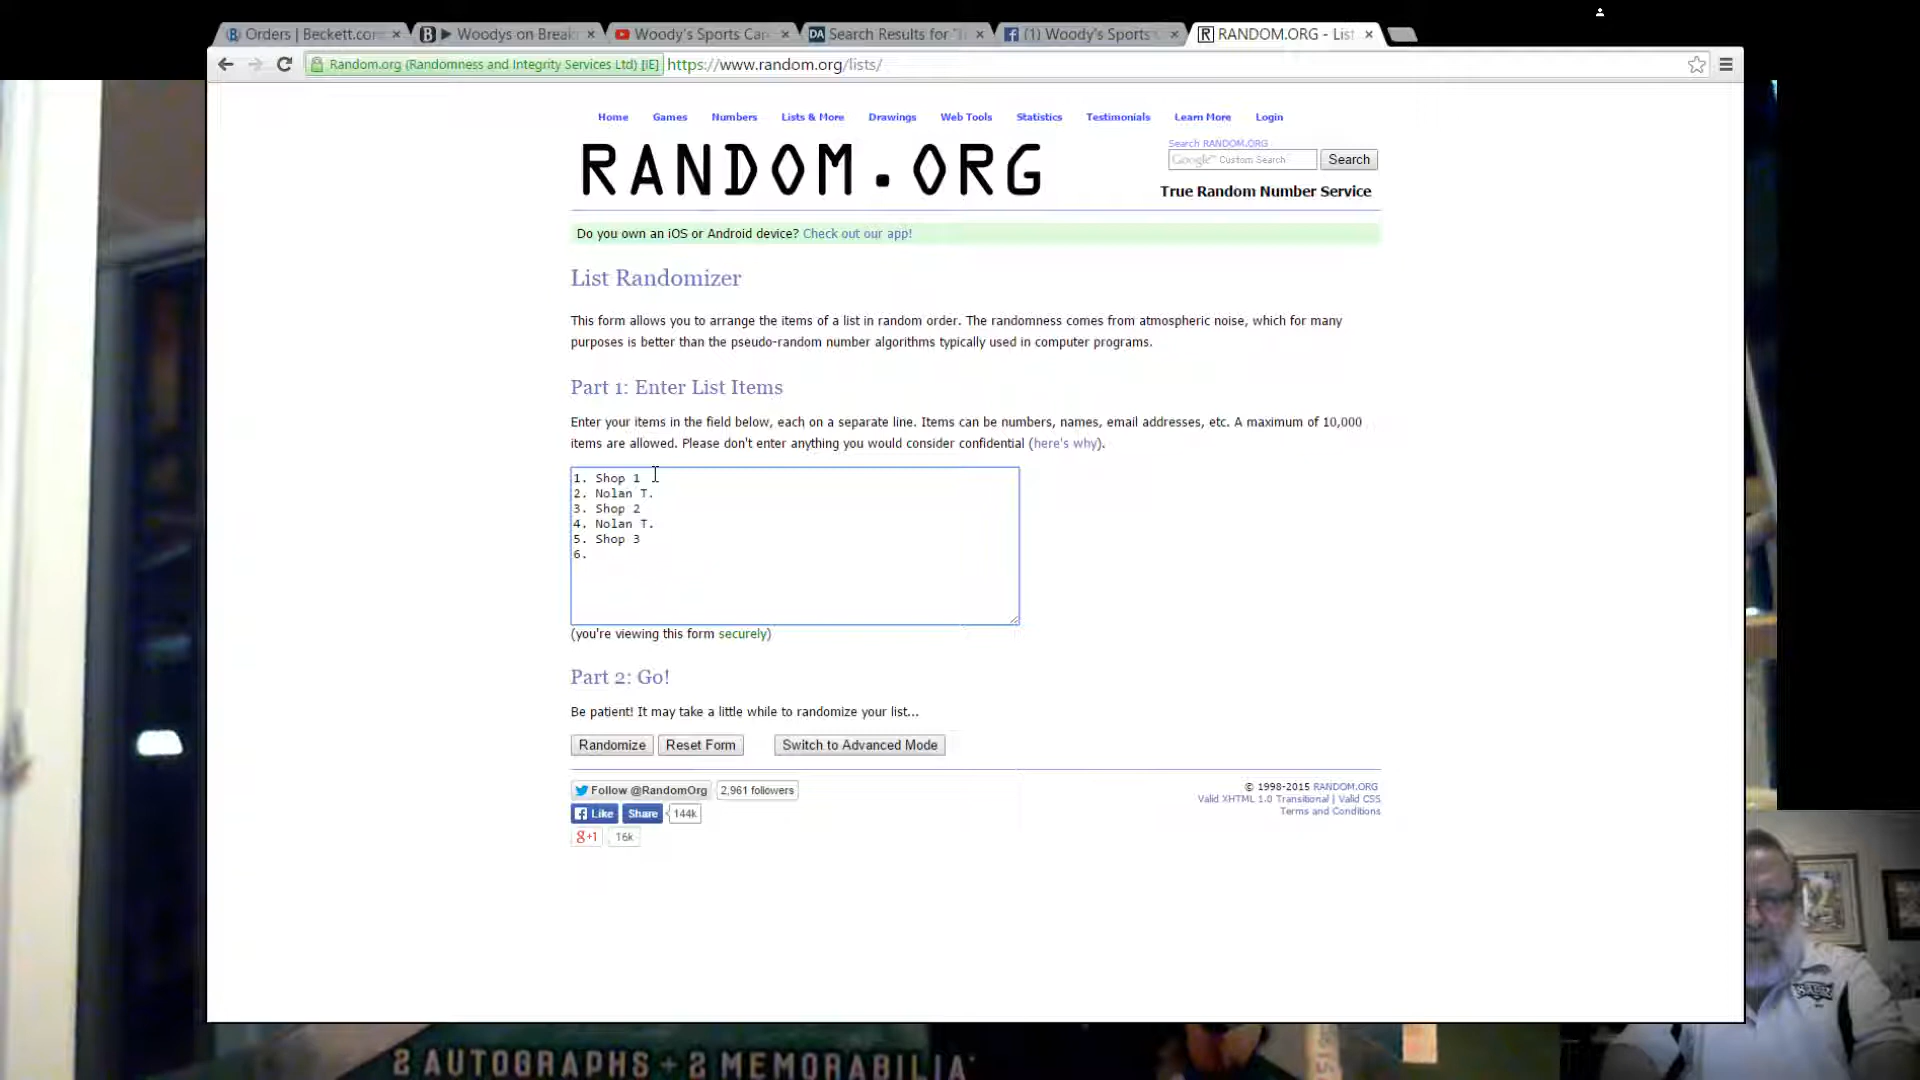 Orders | Beckett.com
Woodys on Break
Woody's Sports Car
Search Results for
(1) Woody's Sports
RANDOM.ORG - List
Random.org (Randomness and Integrity Services Ltd) [IE] https://www.random.org/lists/
Home Games Numbers Lists & More Drawings Web Tools Statistics Testimonials Learn More Login
Search RANDOM.ORG
RANDOM.ORG
Google™ Custom Search Search
True Random Number Service
Do you own an iOS or Android device? Check out our app!
List Randomizer
This form allows you to arrange the items of a list in random order. The randomness comes from atmospheric noise, which for many
purposes is better than the pseudo-random number algorithms typically used in computer programs.
Part 1: Enter List Items
Enter your items in the field below, each on a separate line. Items can be numbers, names, email addresses, etc. A maximum of 10,000
items are allowed. Please don't enter anything you would consider confidential (here's why).
1. Shop 1
2. Nolan T.
3. Shop 2
4. Nolan T.
5. Shop 3
6.
(you're viewing this form securely)
Part 2: Go!
Be patient! It may take a little while to randomize your list...
Randomize Reset Form Switch to Advanced Mode
Follow @RandomOrg 2,961 followers
Like Share 144k
g+1 16k
© 1998-2015 RANDOM.ORG
Valid XHTML 1.0 Transitional | Valid CSS
Terms and Conditions
2 AUTOGRAPHS + 2 MEMORABILIA*